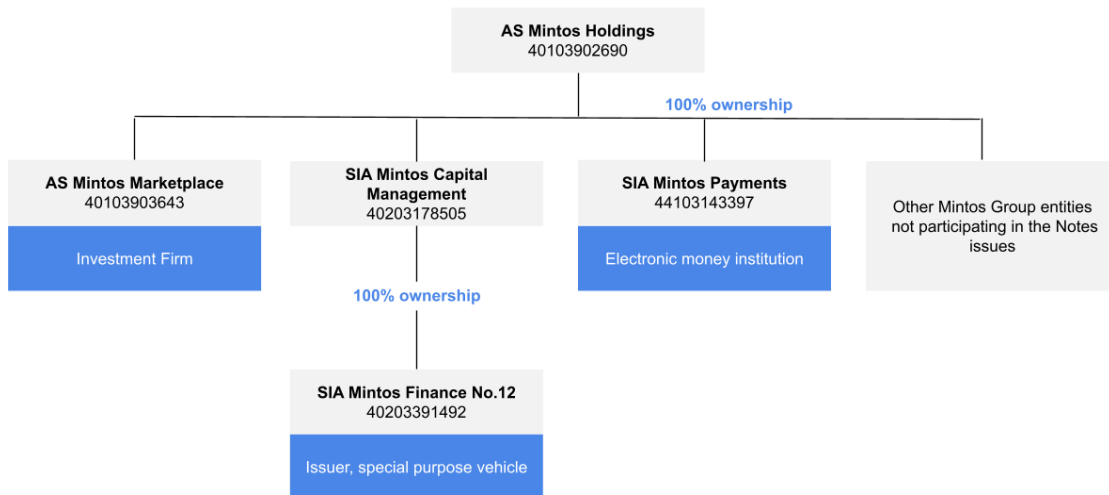 AS Mintos Holdings
40103902690
100% ownership
AS Mintos Marketplace
40103903643
Investment Firm
SIA Mintos Capital
Management
40203178505
SIA Mintos Payments
44103143397
Electronic money institution
Other Mintos Group entities
not participating in the Notes
issues
100% ownership
SIA Mintos Finance No.12
40203391492
Issuer, special purpose vehicle